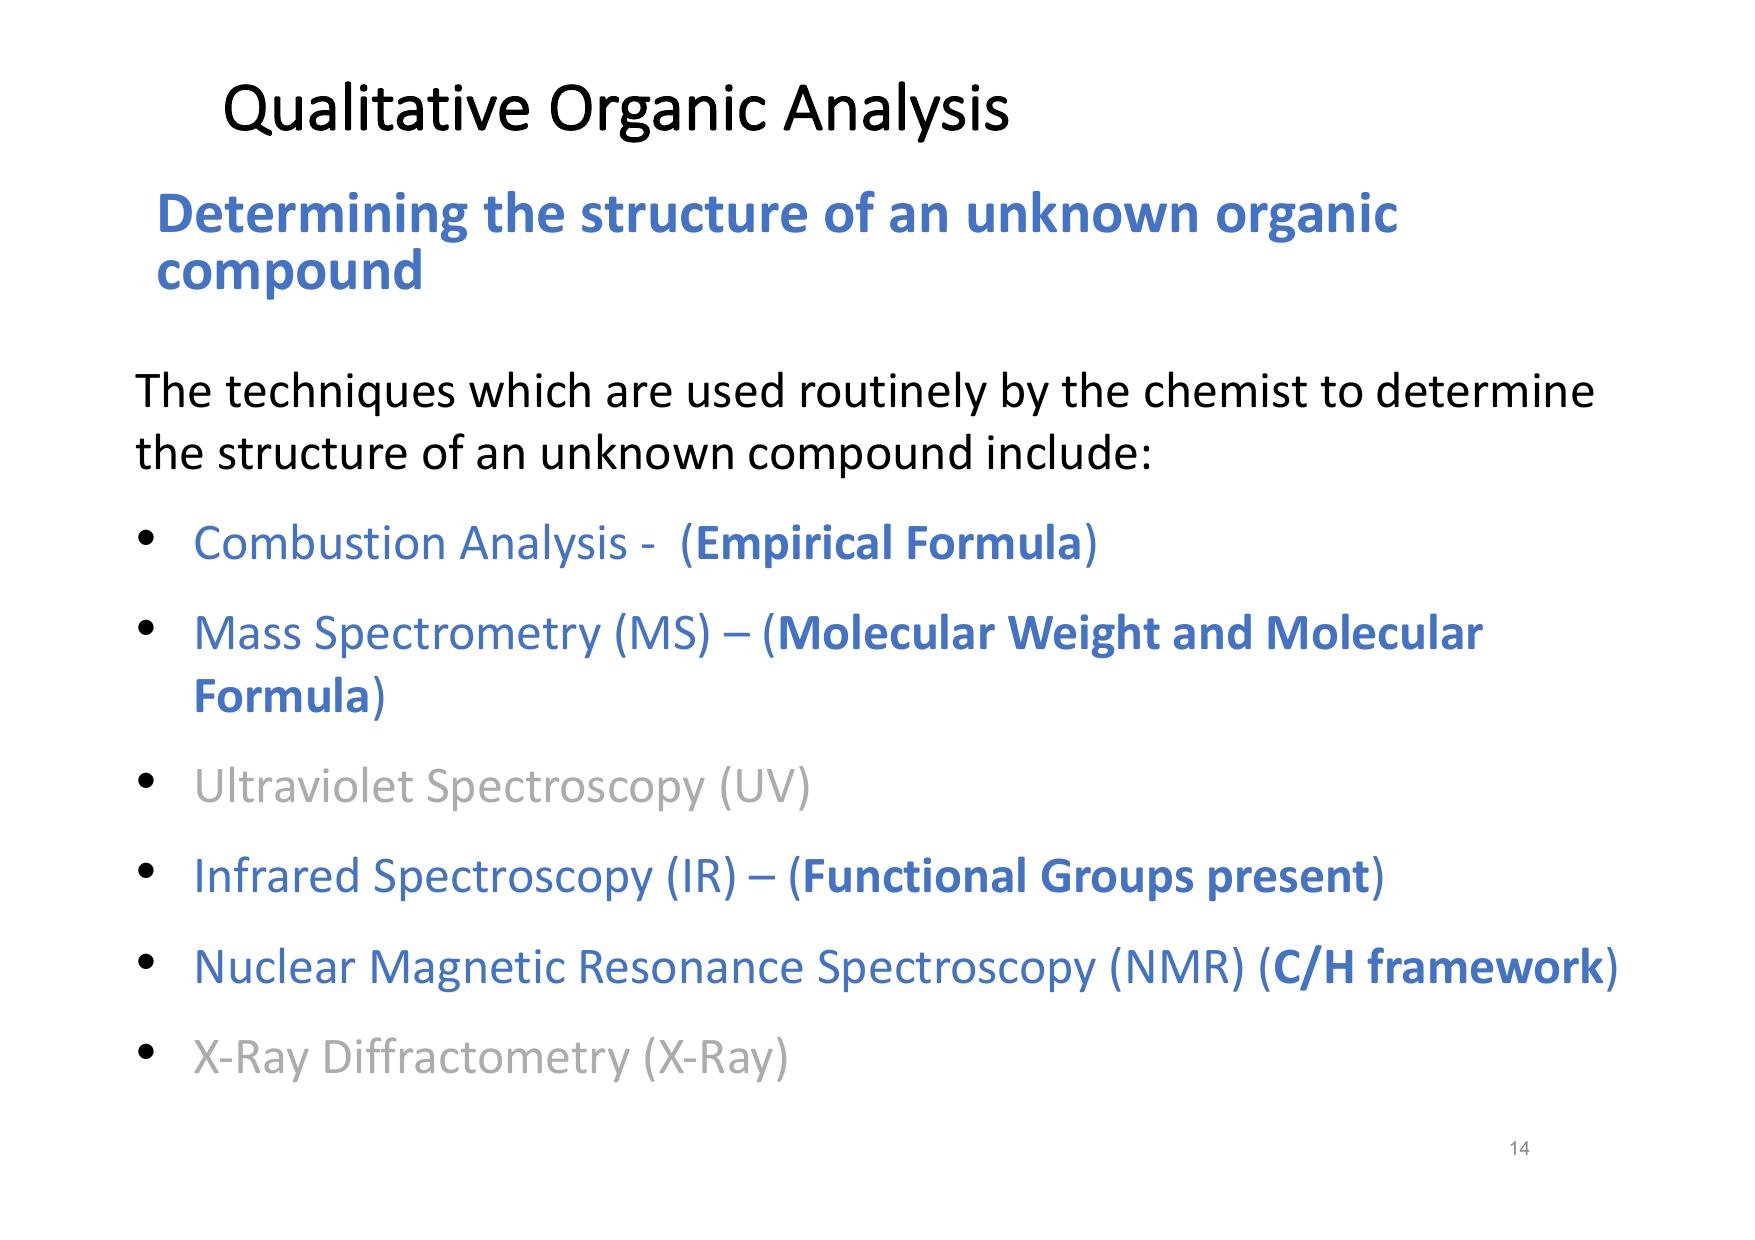 Qualitative Organic Analysis
Determining the structure of an unknown organic
compound
The techniques which are used routinely by the chemist to determine
the structure of an unknown compound include:
• Combustion Analysis -  (Empirical Formula)
• Mass Spectrometry (MS) – (Molecular Weight and Molecular
Formula)
• Ultraviolet Spectroscopy (UV)
• Infrared Spectroscopy (IR) – (Functional Groups present)
• Nuclear Magnetic Resonance Spectroscopy (NMR) (C/H framework)
• X-Ray Diffractometry (X-Ray)
14